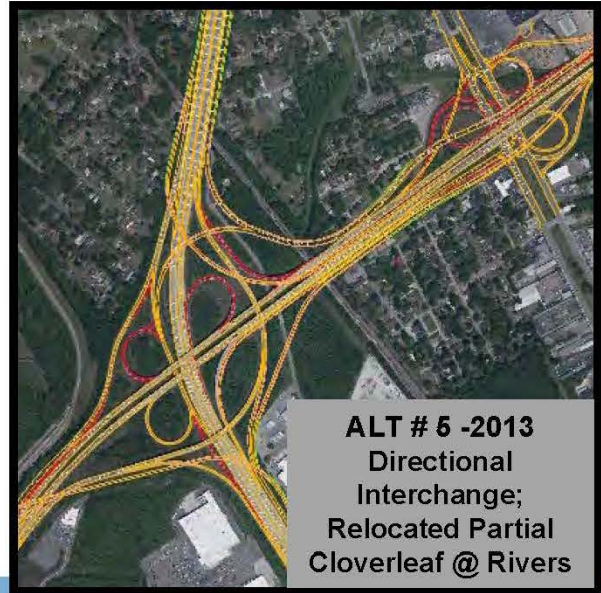 ALT # 5 -2013
Directional
Interchange;
Relocated Partial
Cloverleaf @ Rivers